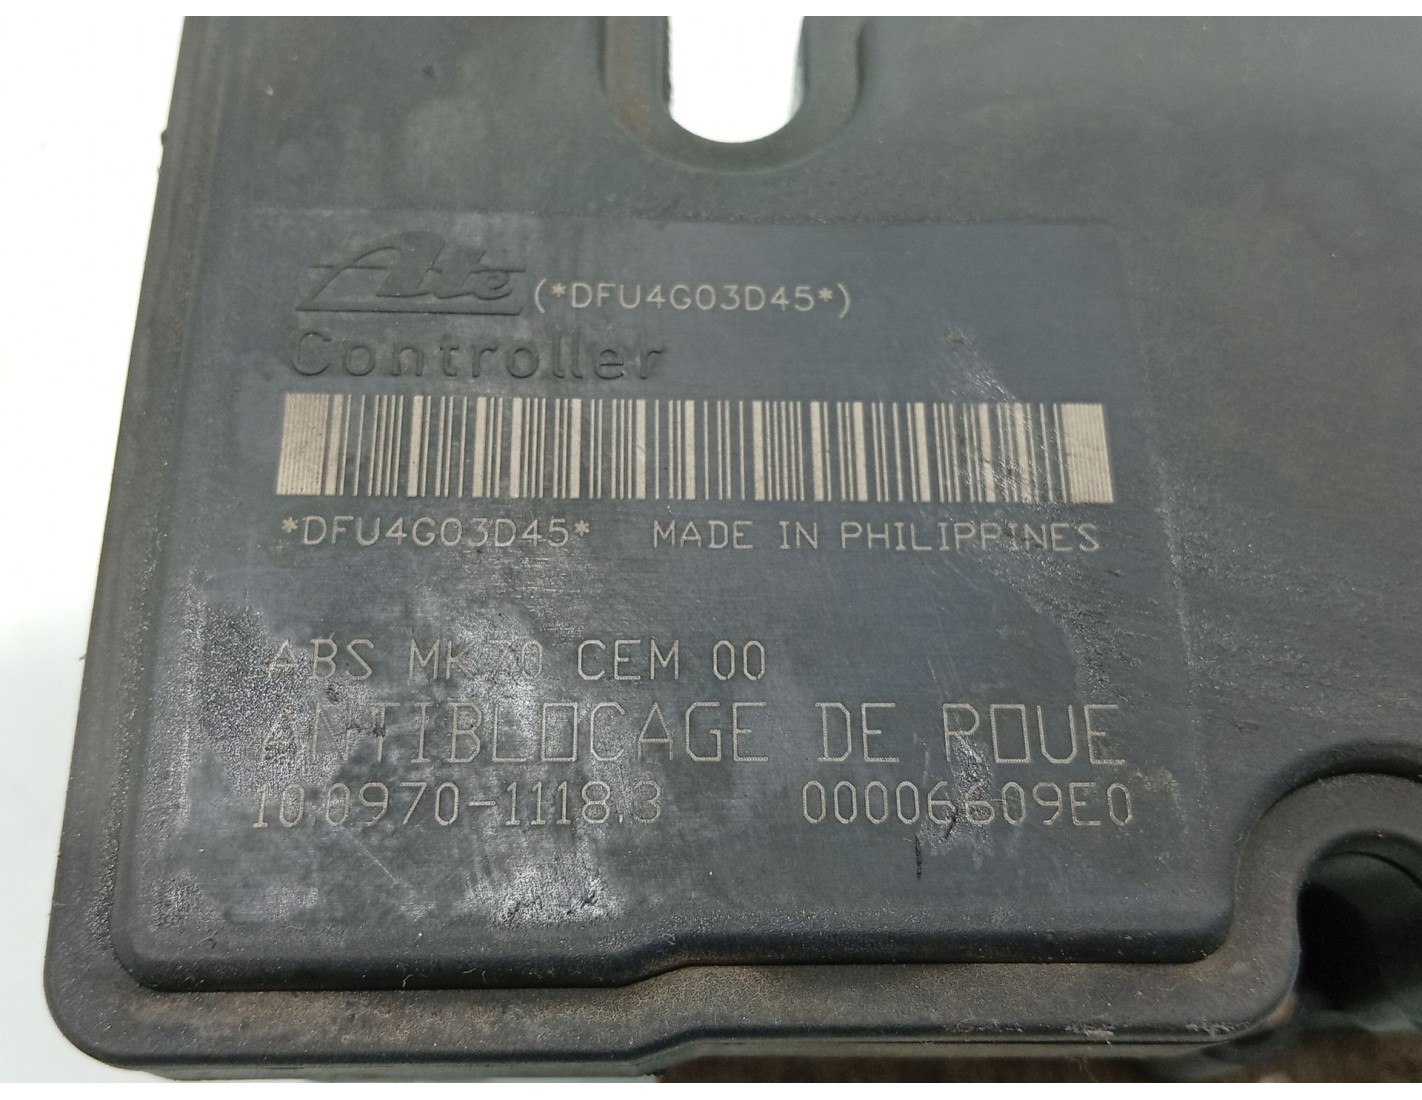 Ate (*DFU4G03D45*)
Controller
*DFU4G03D45* MADE IN PHILIPPINES
ABS MK70 CEM 00
ANTIBLOCAGE DE ROUE
10.0970-1118.3 00006609E0